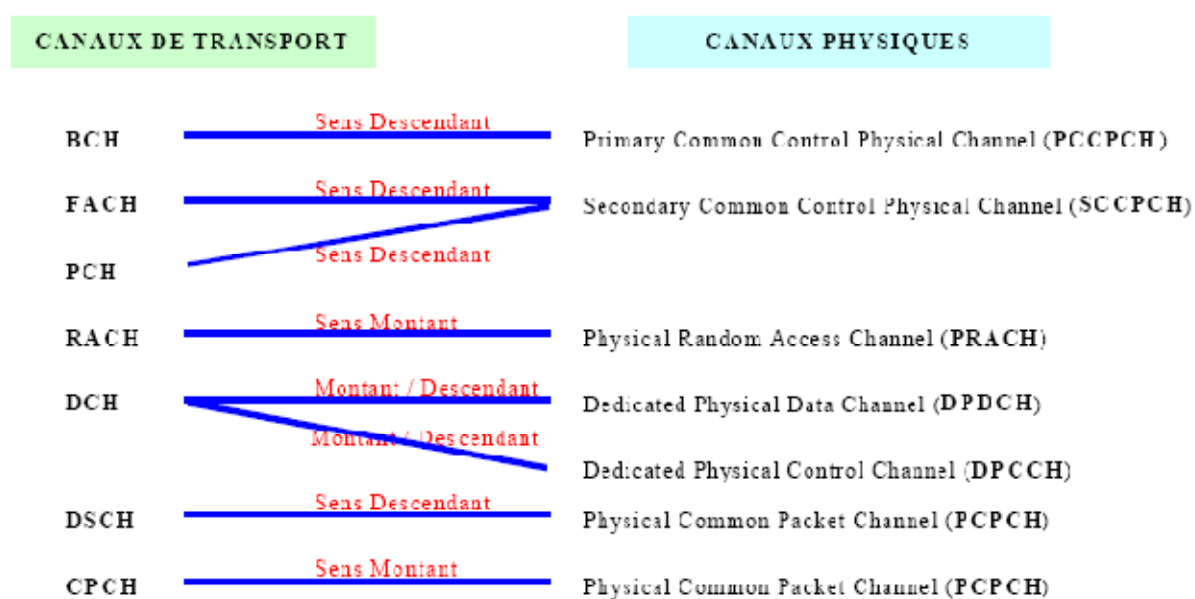 CANAUX DE TRANSPORT CANAUX PHYSIQUES
BCH Sens Descendant Primary Common Control Physical Channel (PCCPCH)
FACH Sens Descendant Secondary Common Control Physical Channel (SCCPCH)
PCH Sens Descendant
RACH Sens Montant Physical Random Access Channel (PRACH)
DCH Montant / Descendant Dedicated Physical Data Channel (DPDCH)
Montant / Descendant Dedicated Physical Control Channel (DPCCH)
DSCH Sens Descendant Physical Common Packet Channel (PCPCH)
CPCH Sens Montant Physical Common Packet Channel (PCPCH)